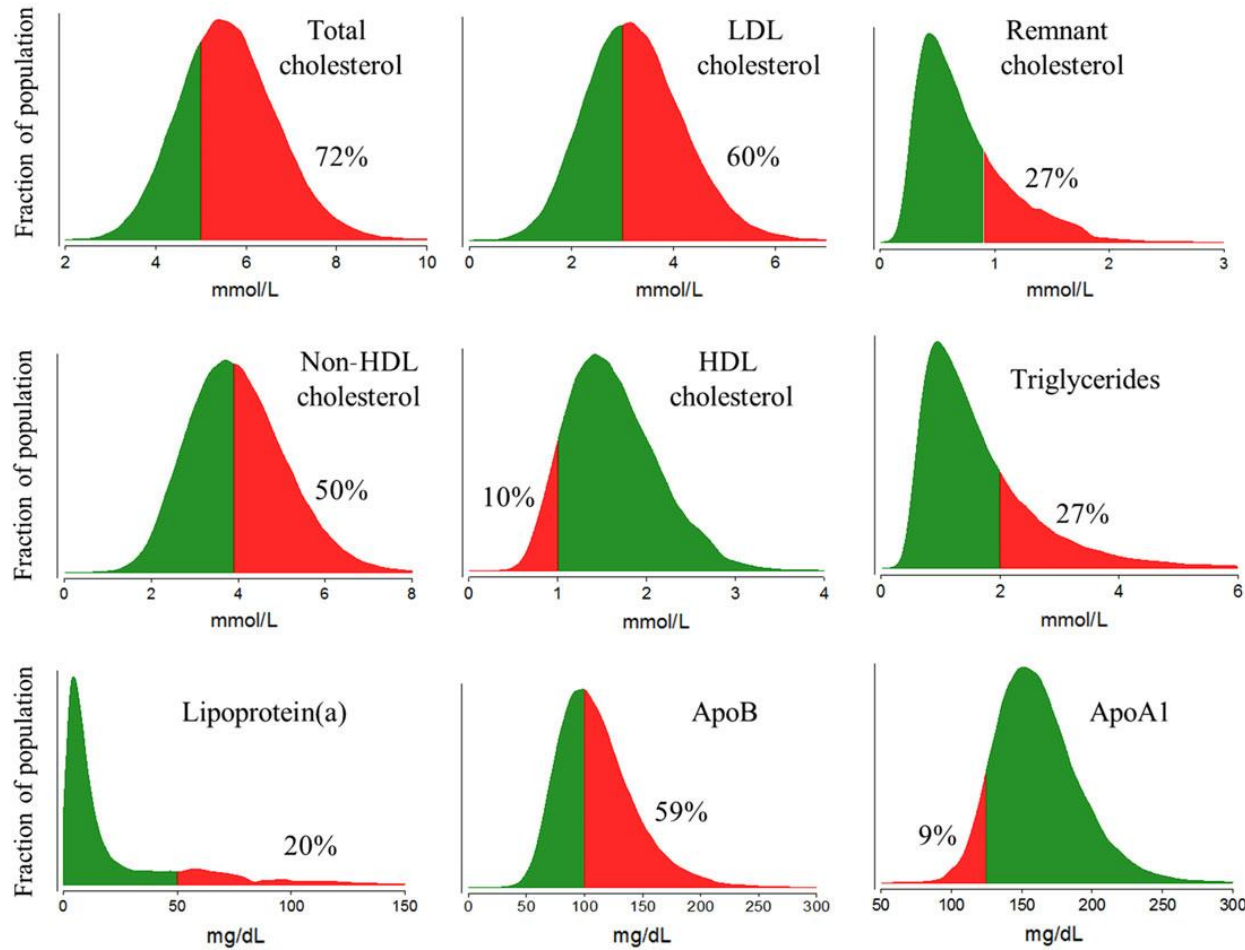 Fraction of population
Total
cholesterol
72%
2 4 6 8 10
mmol/L
LDL
cholesterol
60%
0 2 4 6
mmol/L
Remnant
cholesterol
27%
0 1 2 3
mmol/L
Fraction of population
Non-HDL
cholesterol
50%
0 2 4 6 8
mmol/L
HDL
cholesterol
10%
0 1 2 3 4
mmol/L
Triglycerides
27%
0 2 4 6
mmol/L
Fraction of population
Lipoprotein(a)
20%
0 50 100 150
mg/dL
ApoB
59%
0 50 100 150 200 250 300
mg/dL
ApoA1
9%
50 100 150 200 250 300
mg/dL